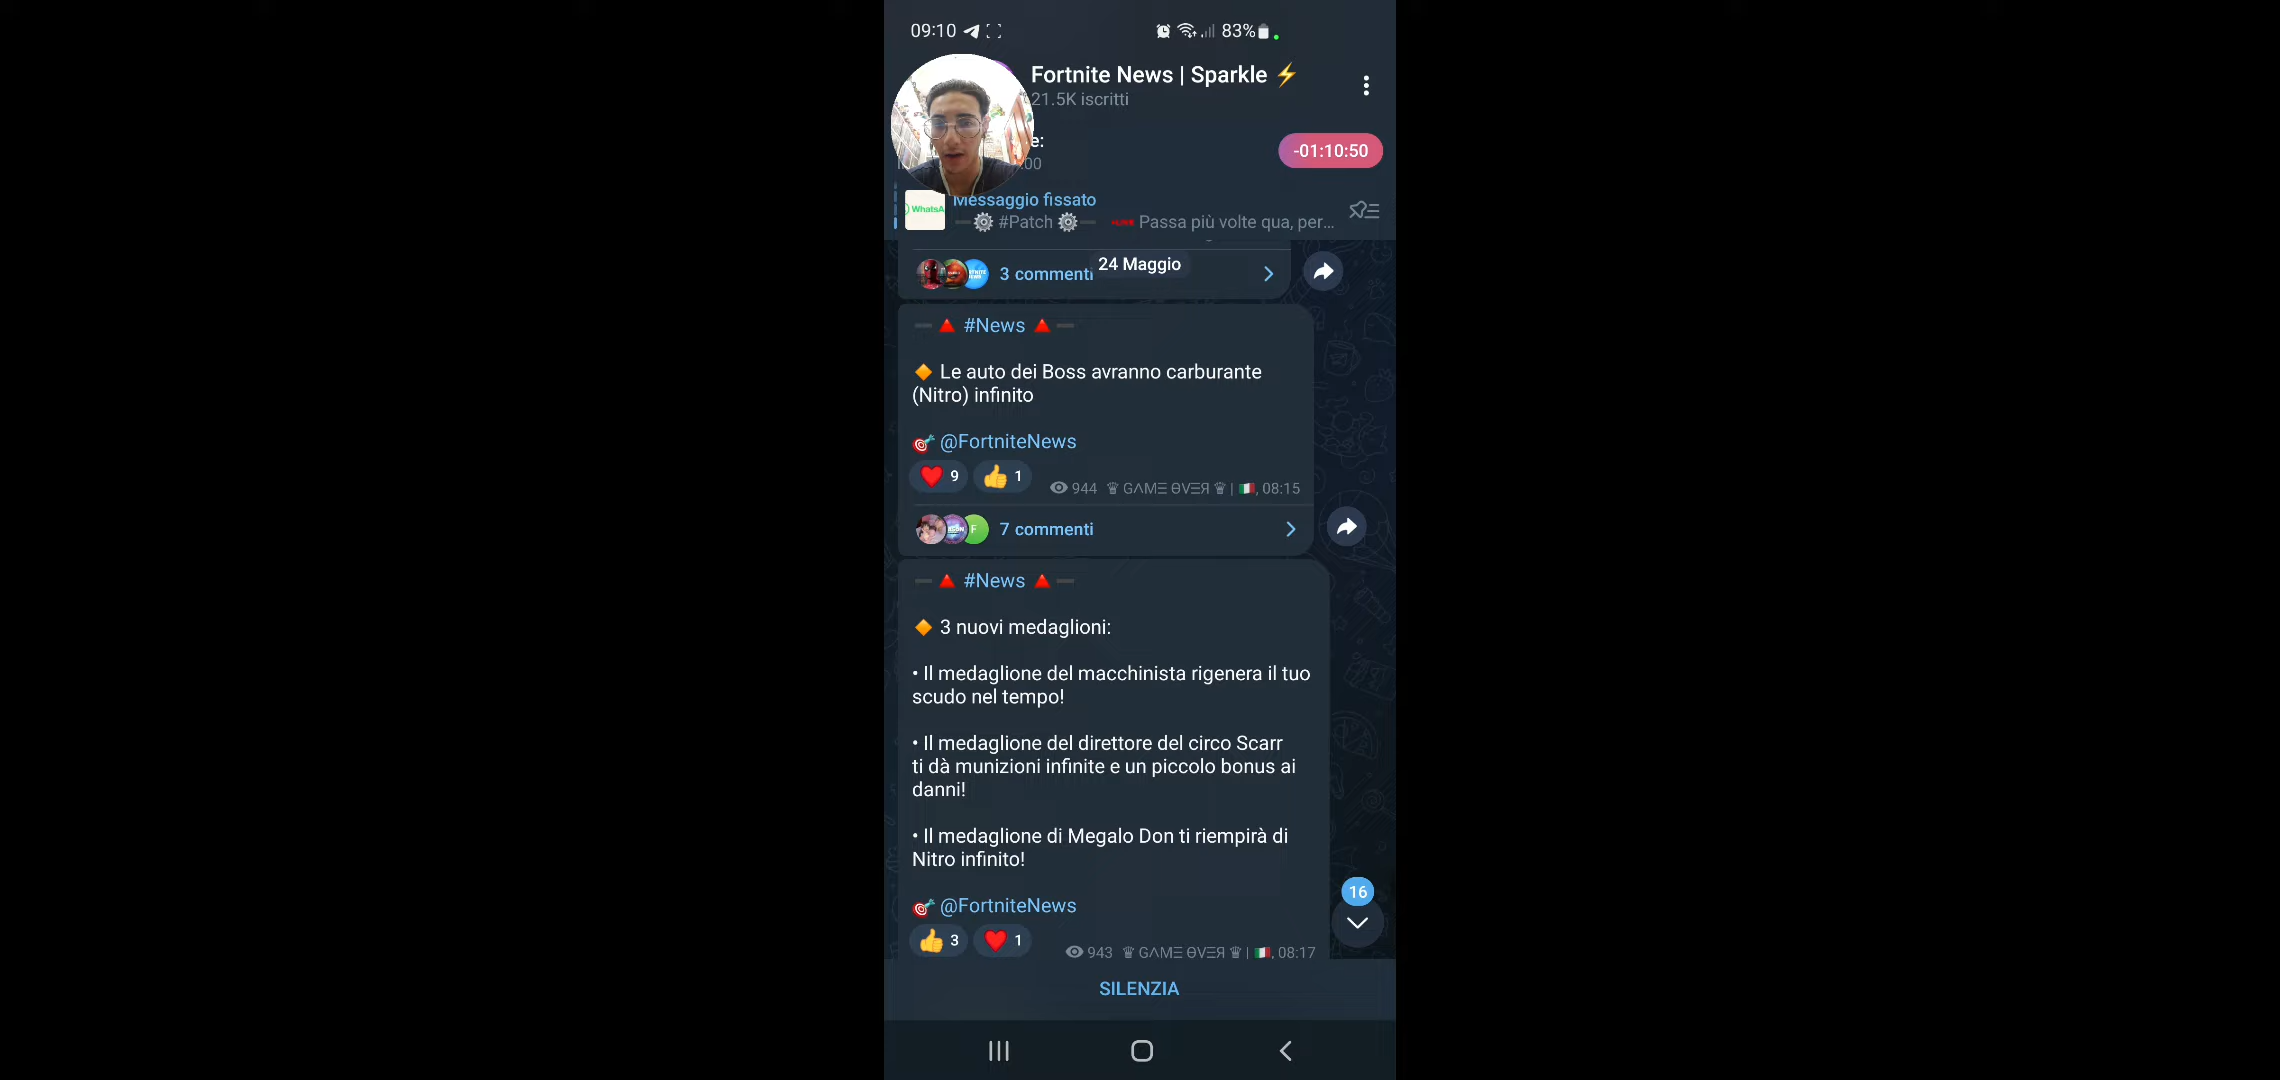 09:10 83%
Fortnite News | Sparkle ⚡
21.5K iscritti
e:
:00
-01:10:50
WhatsA
Messaggio fissato
➖⚙️ #Patch ⚙️➖ Passa più volte qua, per...
3 commenti
24 Maggio
➖🔺 #News 🔺➖
🔸 Le auto dei Boss avranno carburante
(Nitro) infinito
🎯 @FortniteNews
❤️ 9 👍 1
944 ♕ GΛMΞ ӨVΞЯ ♕ | 🇮🇹, 08:15
F
7 commenti
➖🔺 #News 🔺➖
🔸 3 nuovi medaglioni:
• Il medaglione del macchinista rigenera il tuo
scudo nel tempo!
• Il medaglione del direttore del circo Scarr
ti dà munizioni infinite e un piccolo bonus ai
danni!
• Il medaglione di Megalo Don ti riempirà di
Nitro infinito!
16
🎯 @FortniteNews
👍 3 ❤️ 1
943 ♕ GΛMΞ ӨVΞЯ ♕ | 🇮🇹, 08:17
SILENZIA